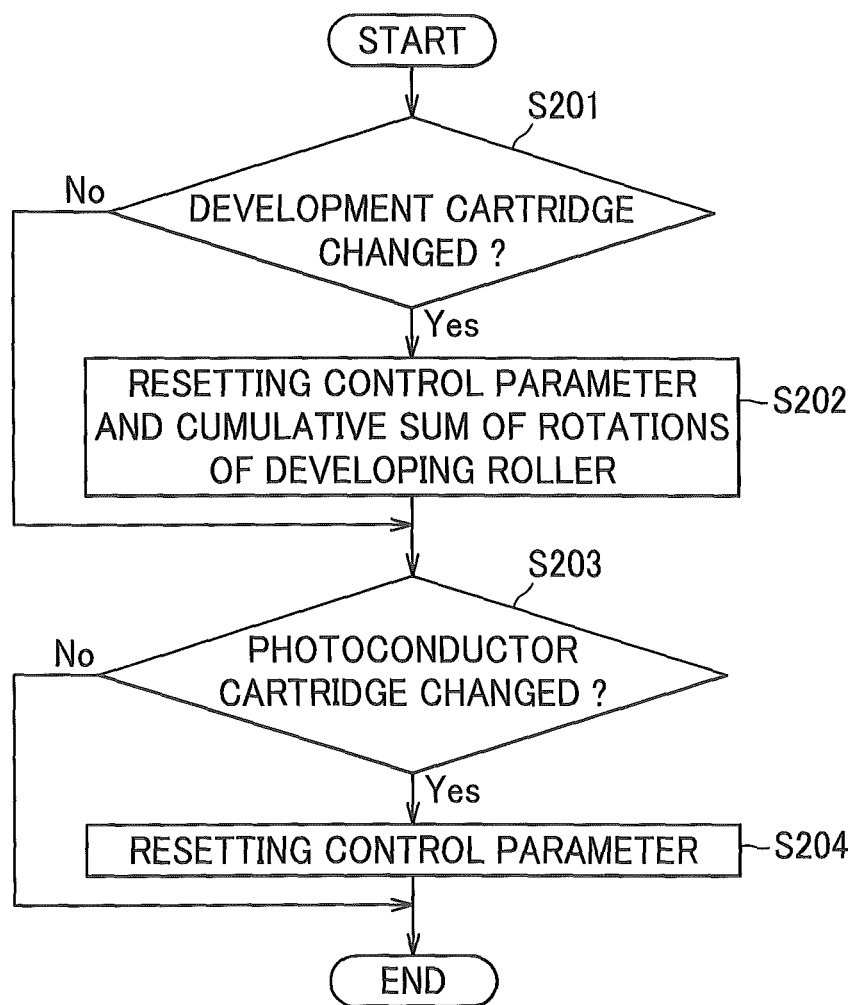 START
S201
No
DEVELOPMENT CARTRIDGE
CHANGED ?
Yes
RESETTING CONTROL PARAMETER
AND CUMULATIVE SUM OF ROTATIONS
OF DEVELOPING ROLLER
S202
S203
No
PHOTOCONDUCTOR
CARTRIDGE CHANGED ?
Yes
RESETTING CONTROL PARAMETER
S204
END